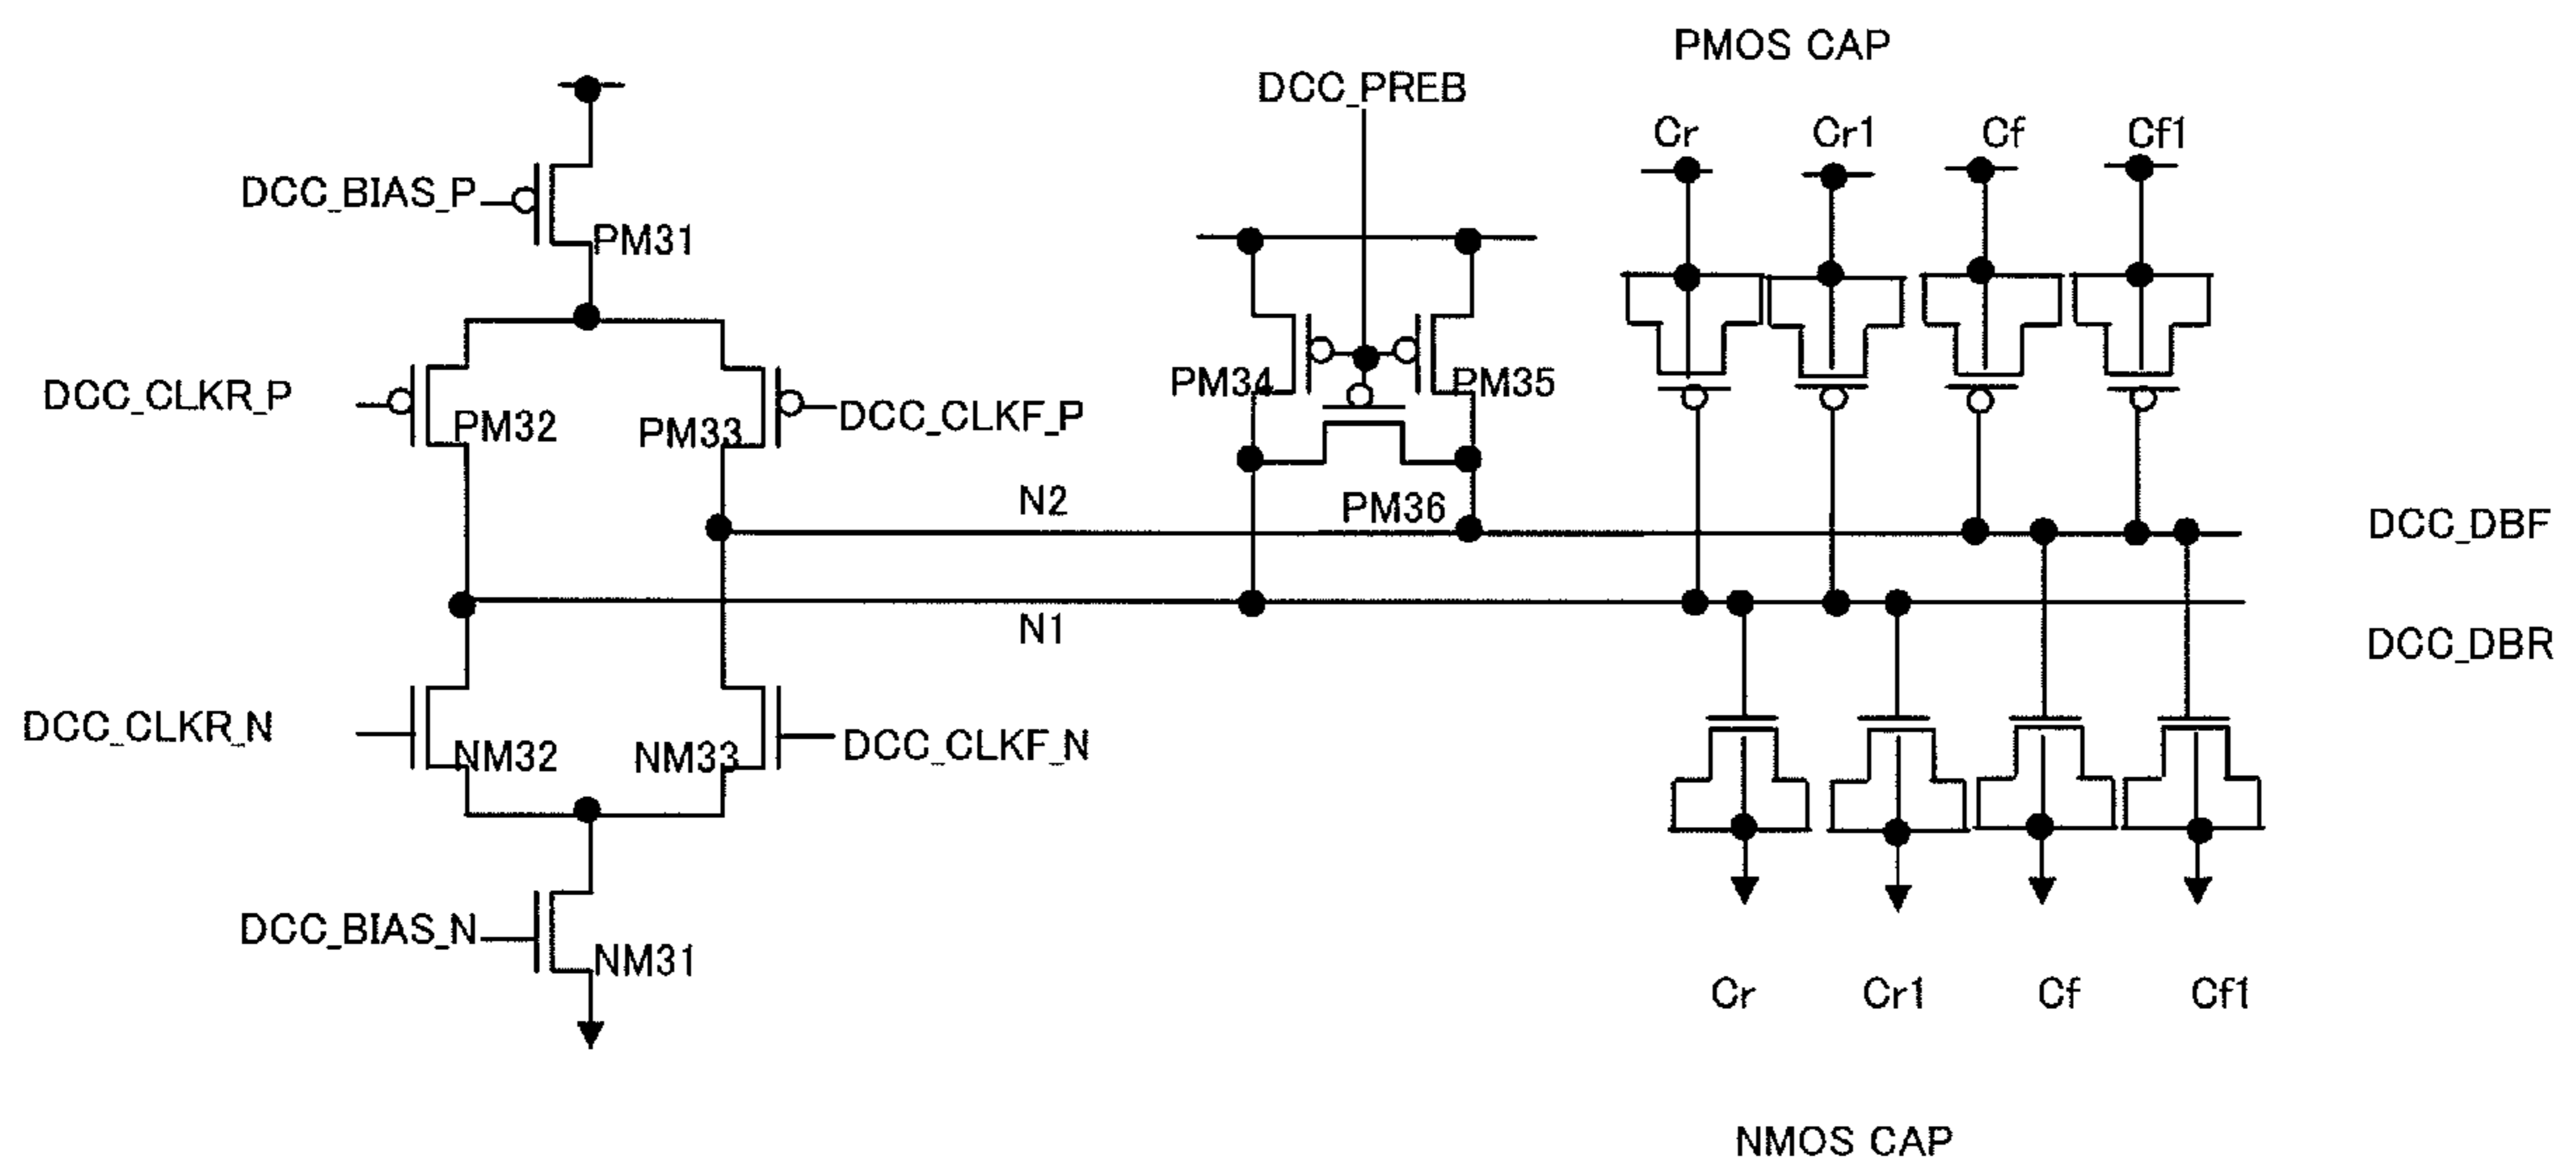 PMOS CAP
DCC_PREB
Cr Cr1 Cf Cf1
DCC_BIAS_P
PM31
DCC_CLKR_P
PM32
PM33
DCC_CLKF_P
PM34
PM35
PM36
N2
DCC_DBF
N1
DCC_DBR
DCC_CLKR_N
NM32
NM33
DCC_CLKF_N
DCC_BIAS_N
NM31
Cr Cr1 Cf Cf1
NMOS CAP